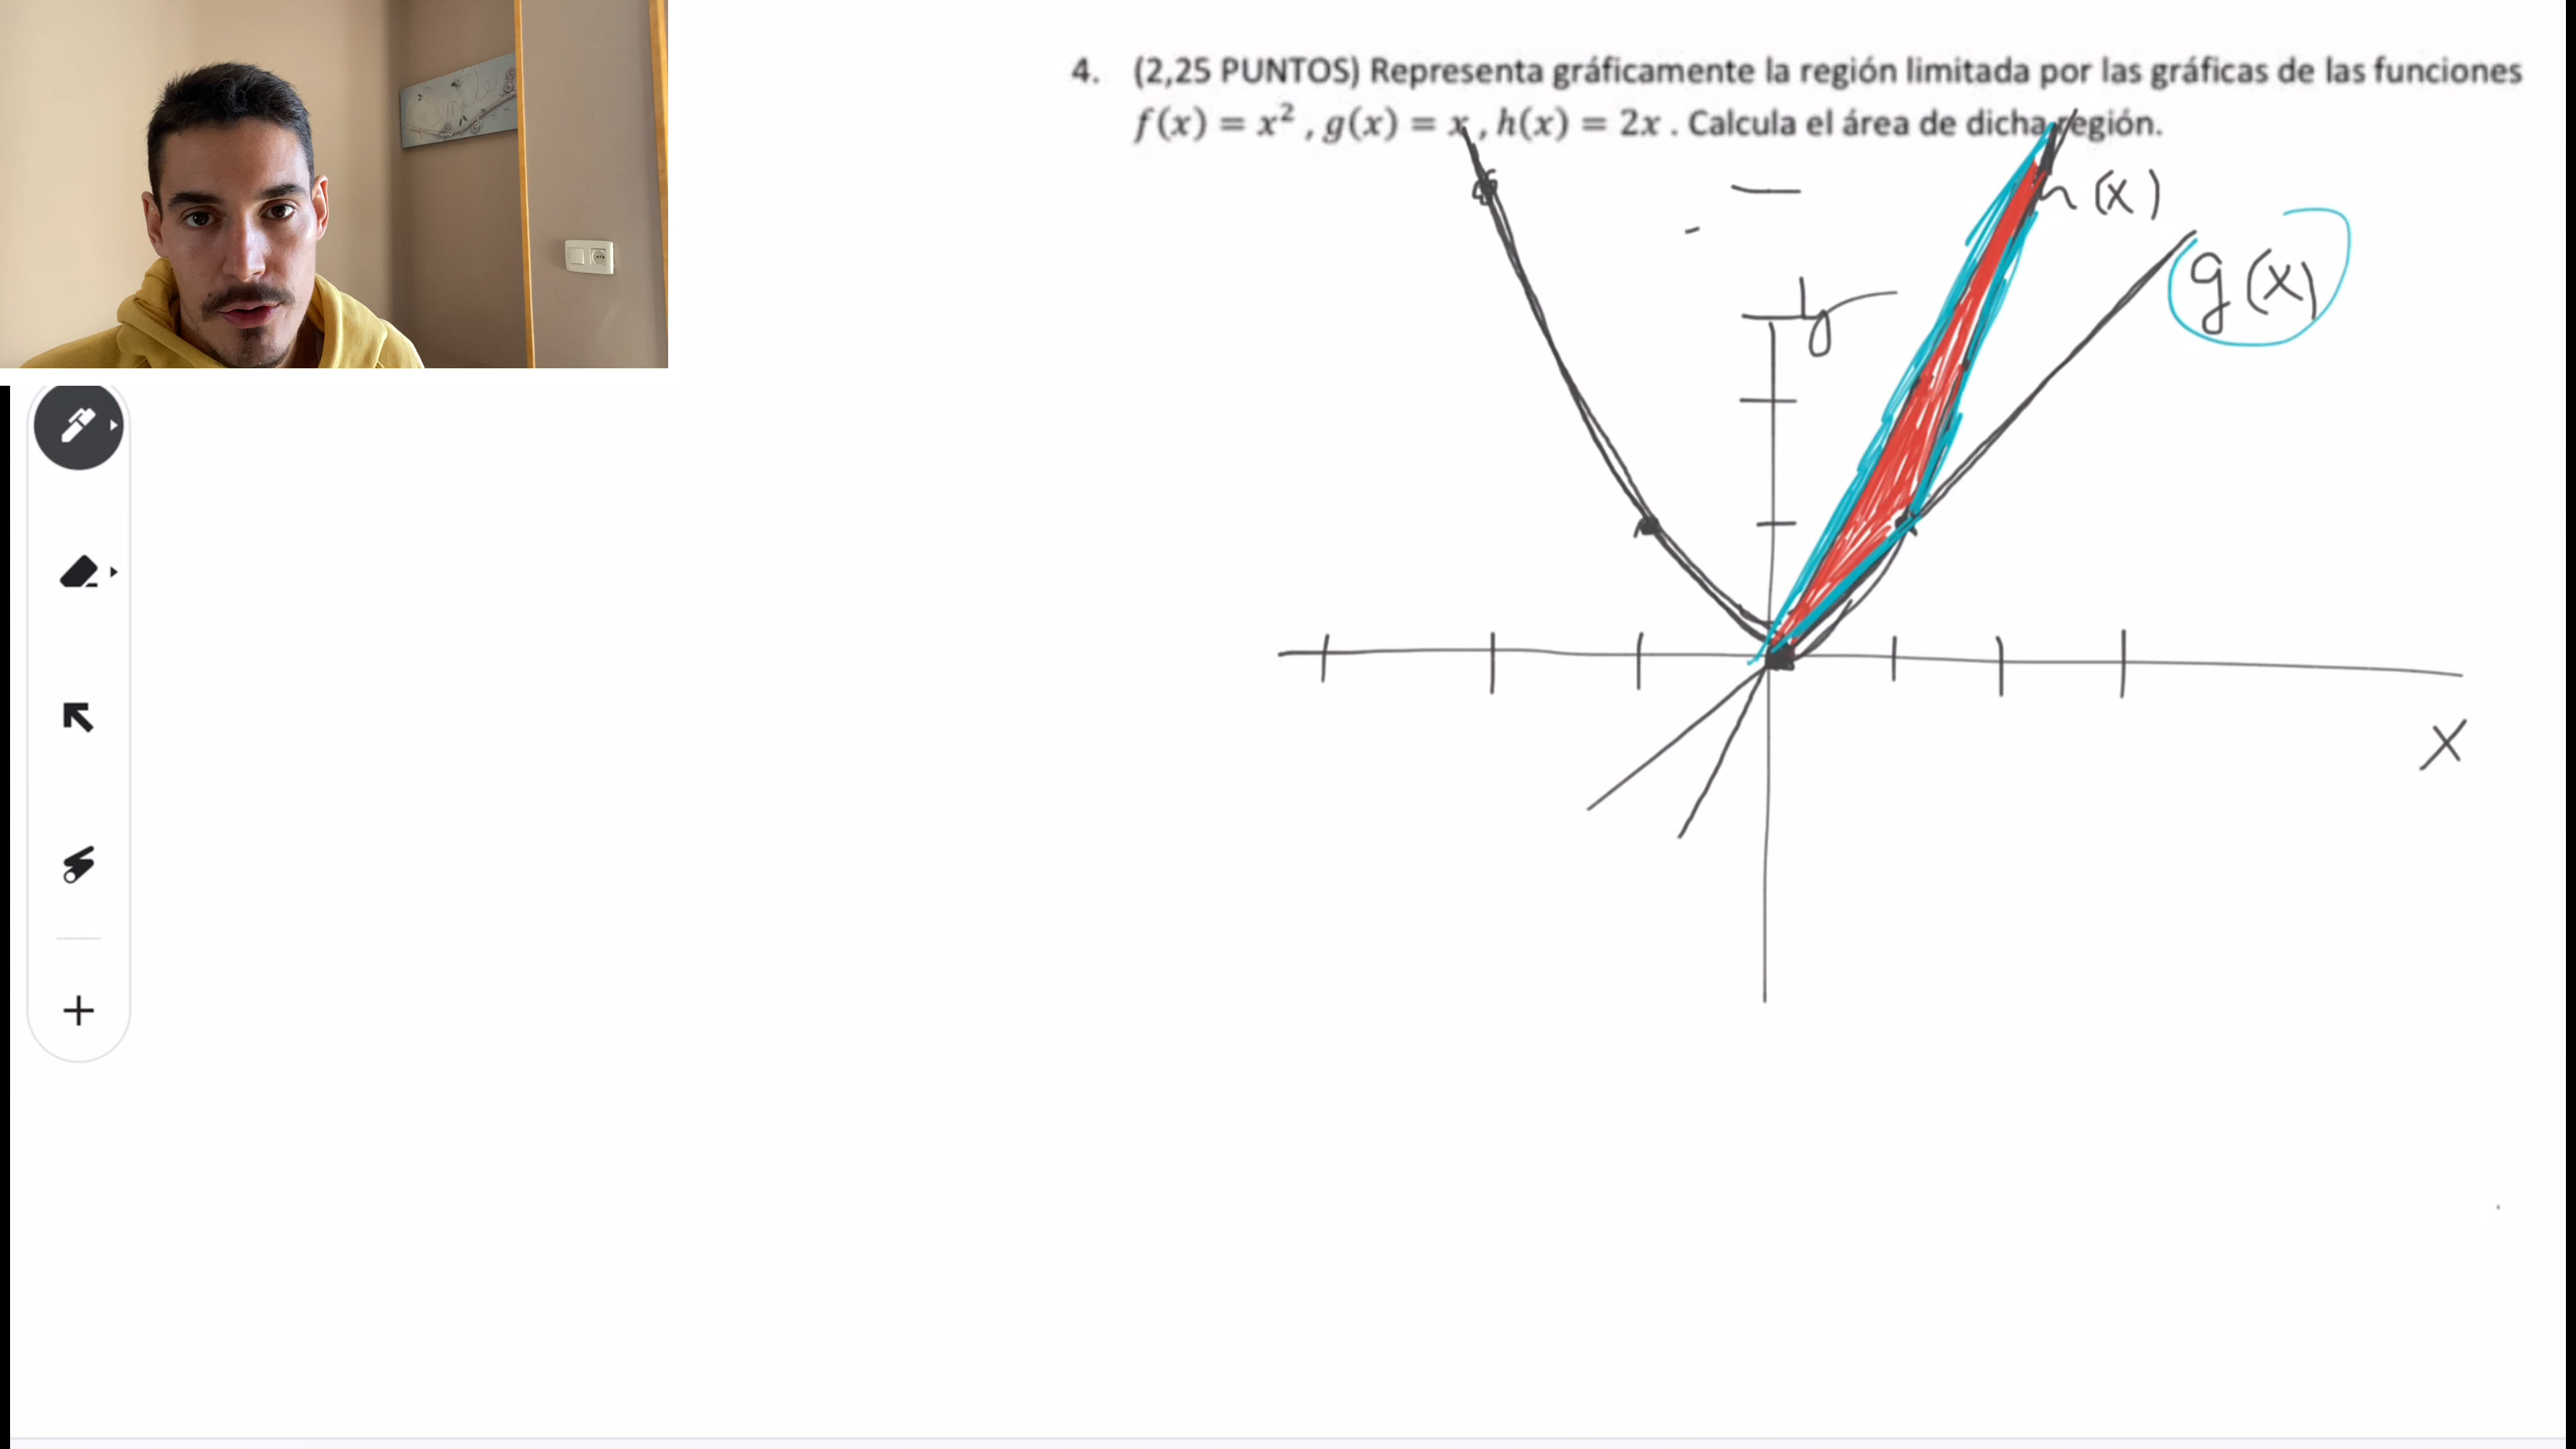 4. (2,25 PUNTOS) Representa gráficamente la región limitada por las gráficas de las funciones
f(x) = x² , g(x) = x , h(x) = 2x . Calcula el área de dicha región.
h(x)
g(x)
y
x